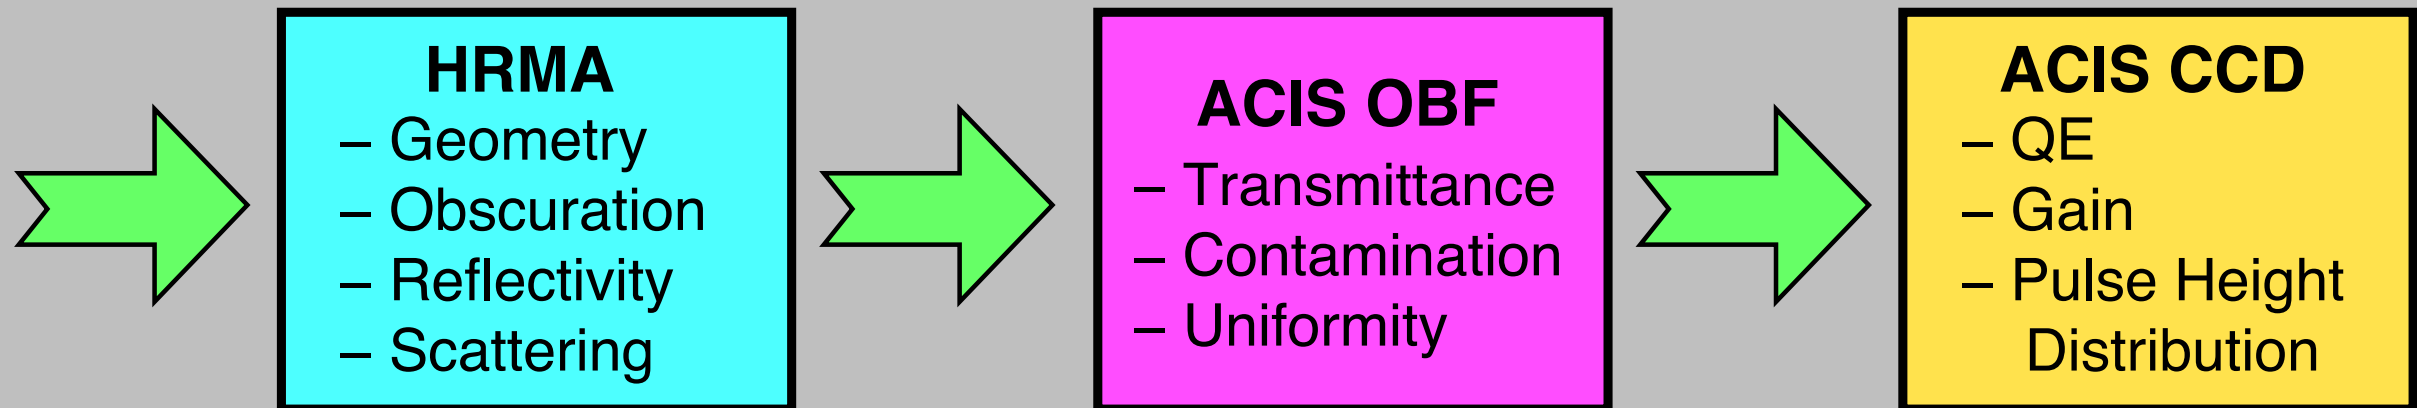 HRMA
– Geometry
– Obscuration
– Reflectivity
– Scattering
ACIS OBF
– Transmittance
– Contamination
– Uniformity
ACIS CCD
– QE
– Gain
– Pulse Height
Distribution